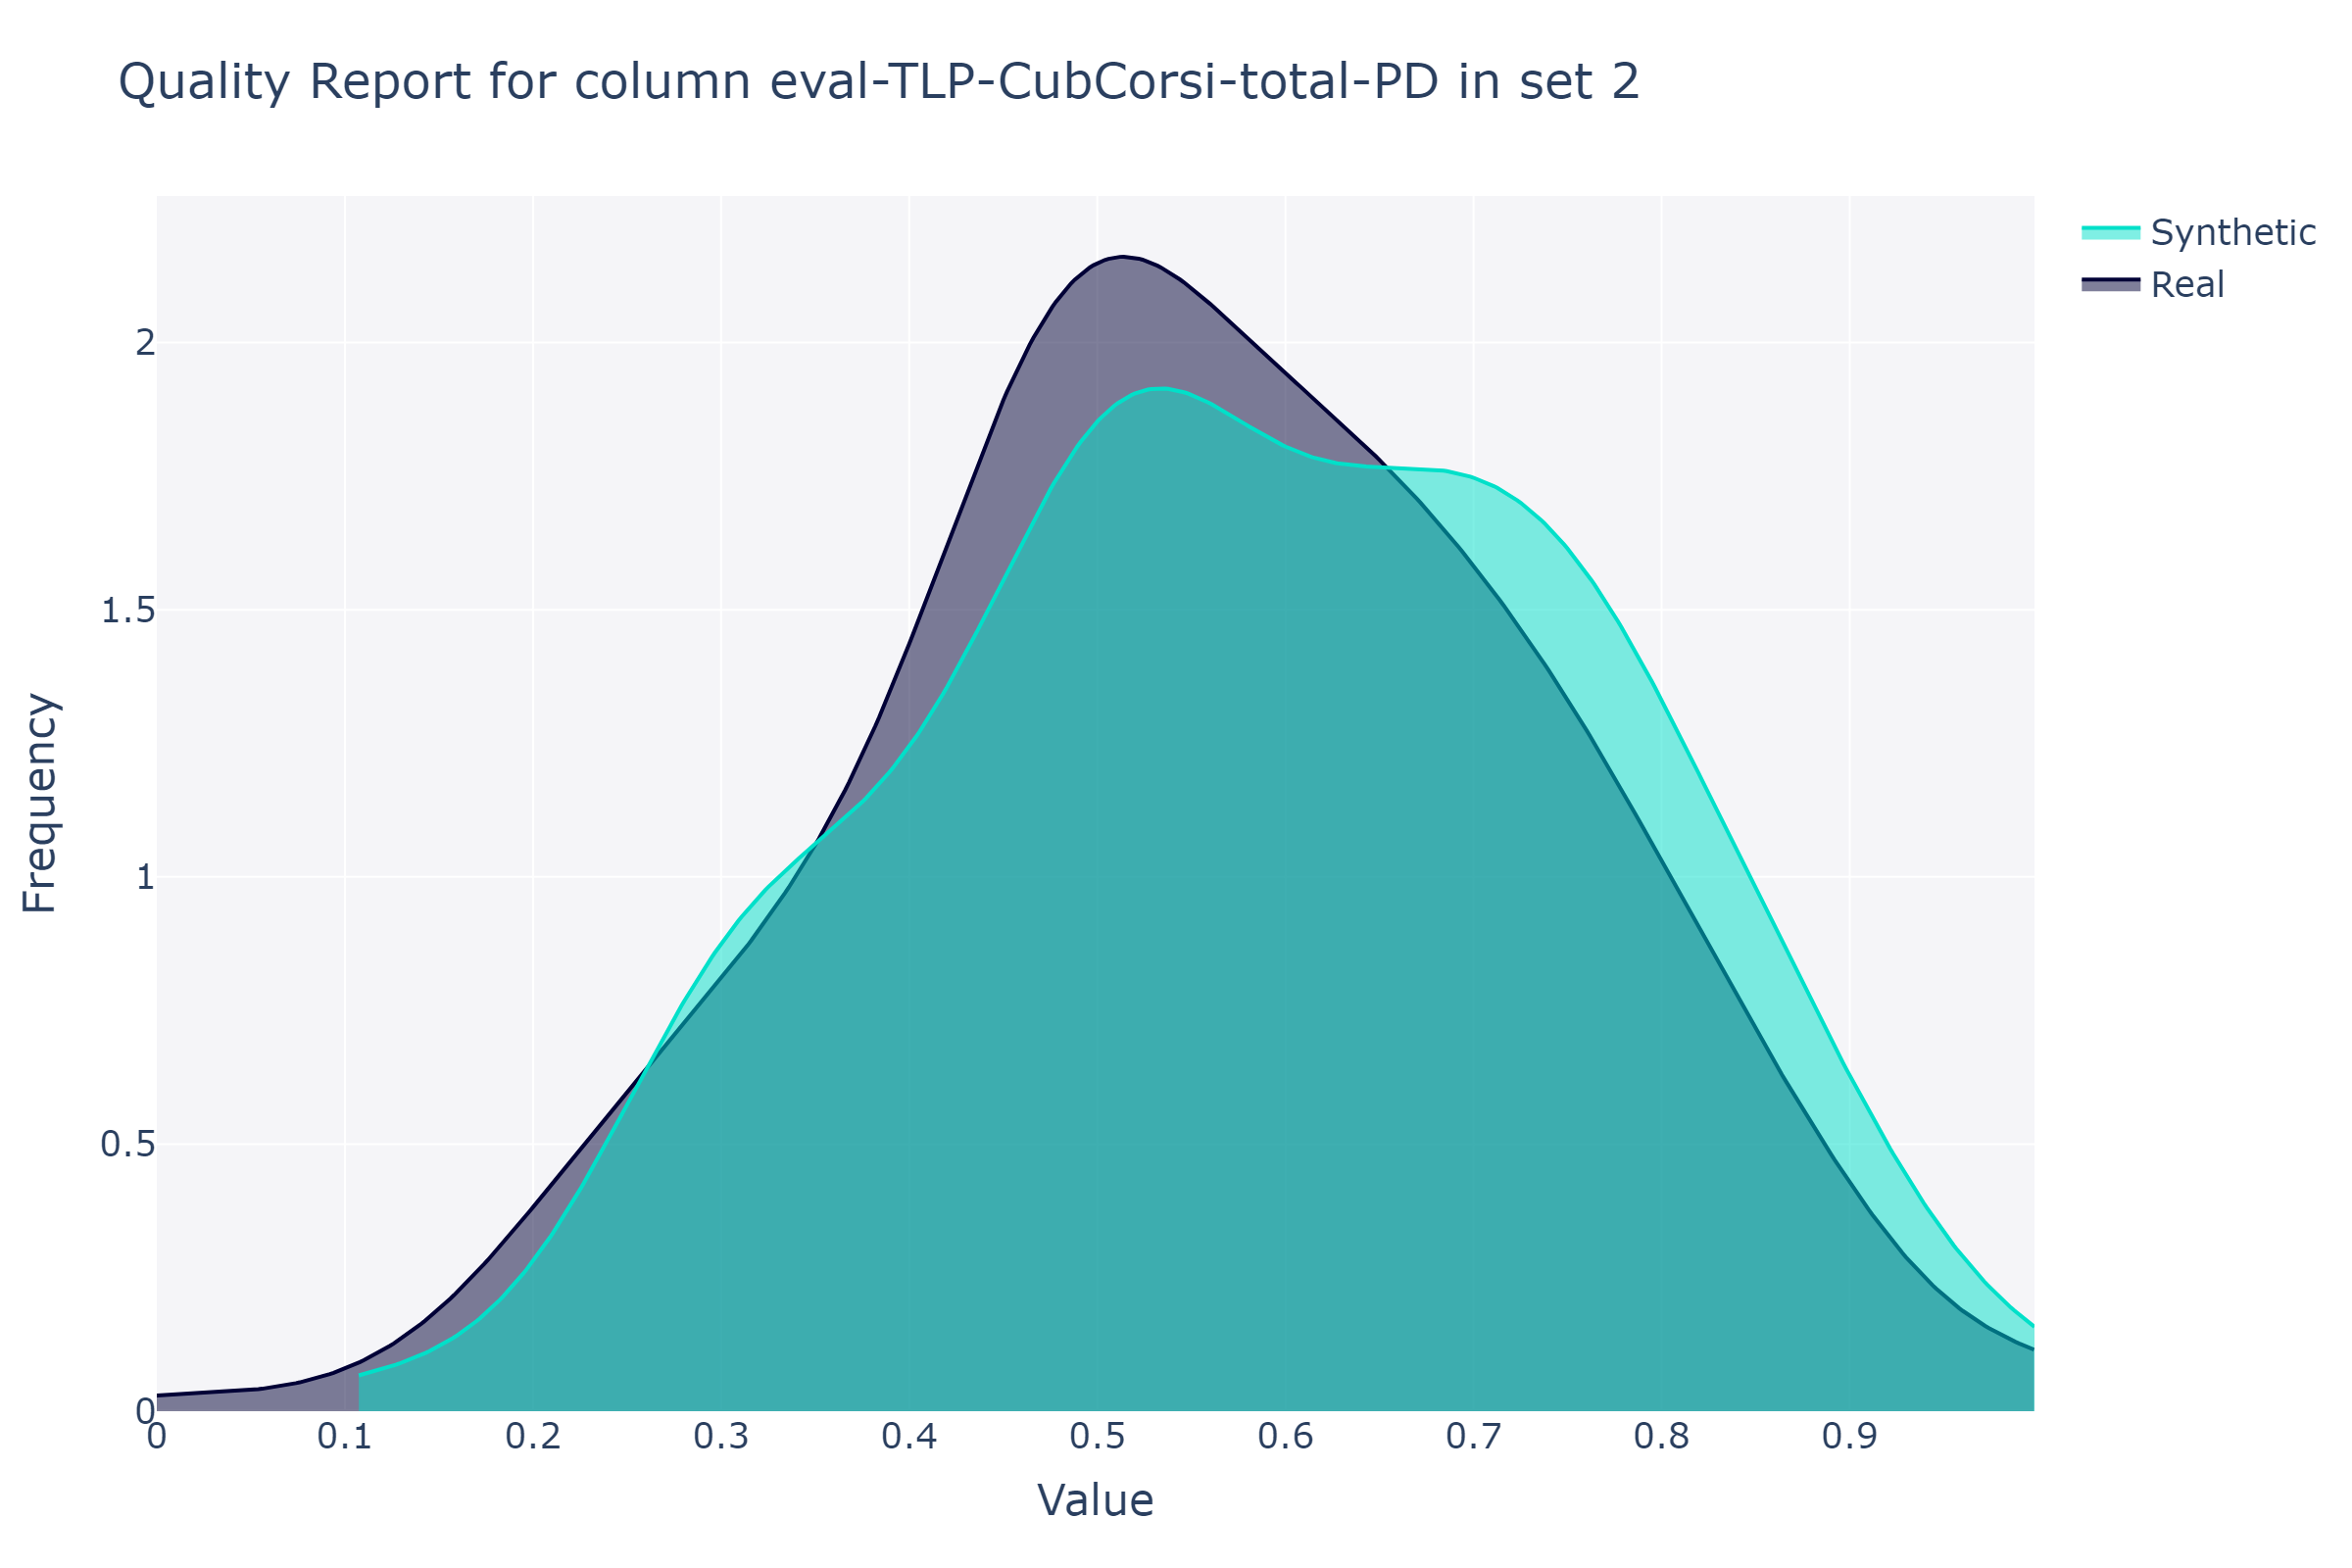 Quality Report for column eval-TLP-CubCorsi-total-PD in set 2
Synthetic
Real
Frequency
2
1.5
1
0.5
0
0 0.1 0.2 0.3 0.4 0.5 0.6 0.7 0.8 0.9
Value